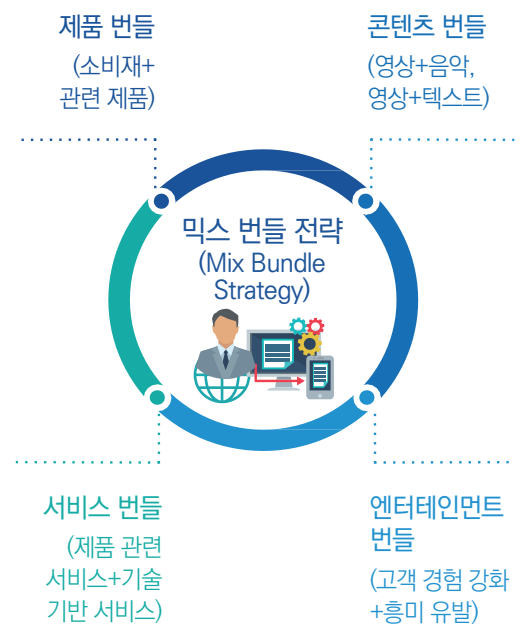 제품 번들
(소비재+
관련 제품)
콘텐츠 번들
(영상+음악,
영상+텍스트)
믹스 번들 전략
(Mix Bundle
Strategy)
서비스 번들
(제품 관련
서비스+기술
기반 서비스)
엔터테인먼트
번들
(고객 경험 강화
+흥미 유발)